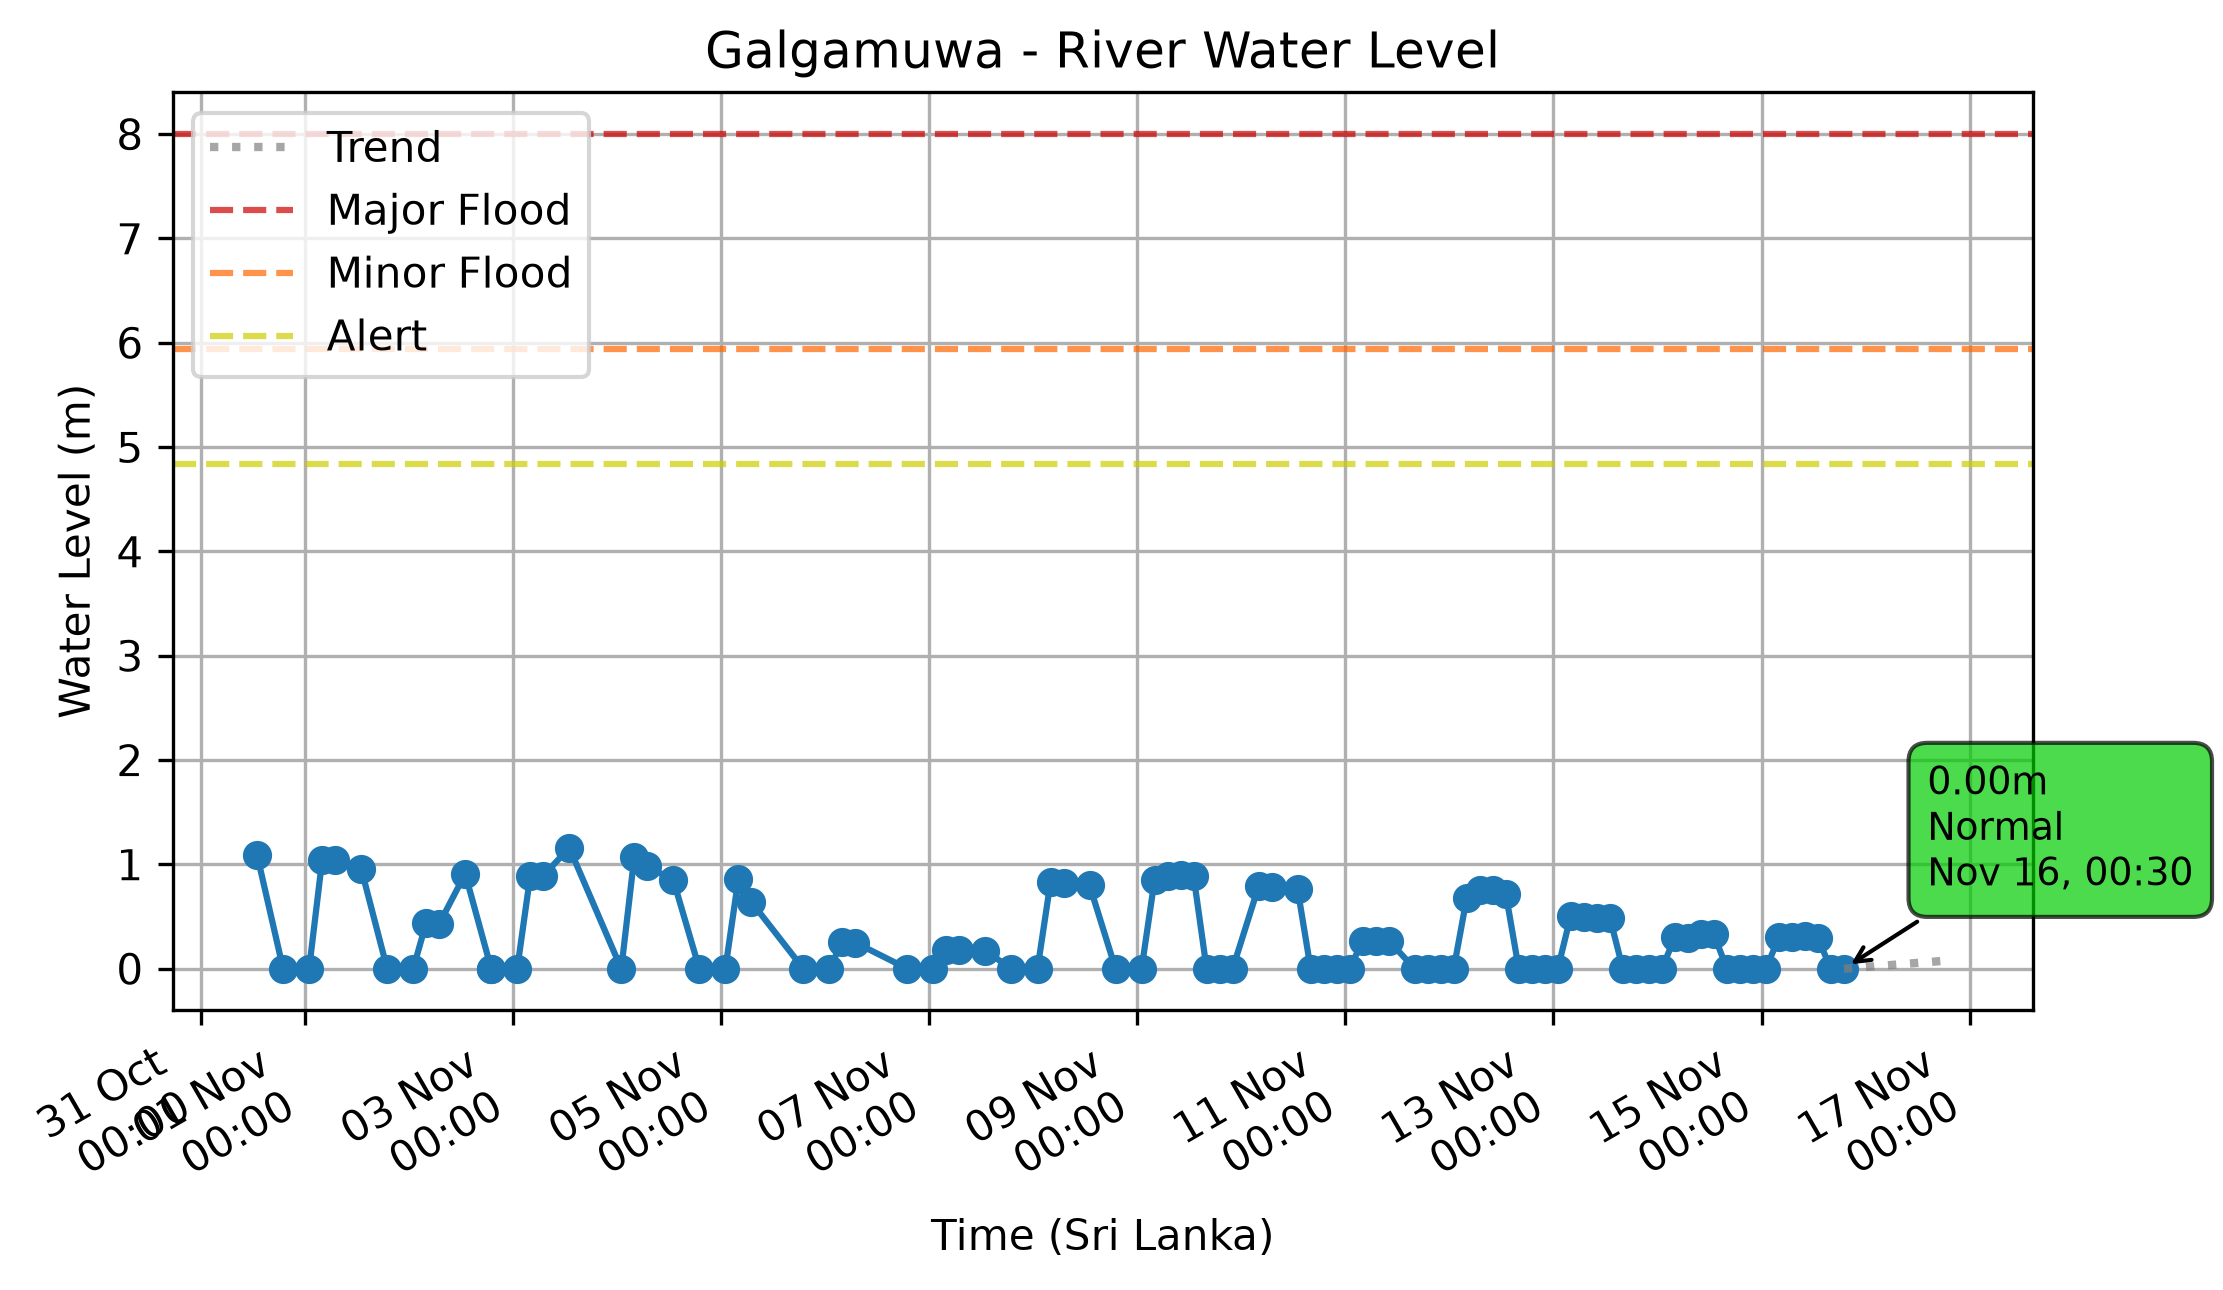 Galgamuwa - River Water Level
Trend
Major Flood
Minor Flood
Alert
Water Level (m)
8
7
6
5
4
3
2
1
0
0.00m
Normal
Nov 16, 00:30
31 Oct
00:00
01 Nov
00:00
03 Nov
00:00
05 Nov
00:00
07 Nov
00:00
09 Nov
00:00
11 Nov
00:00
13 Nov
00:00
15 Nov
00:00
17 Nov
00:00
Time (Sri Lanka)